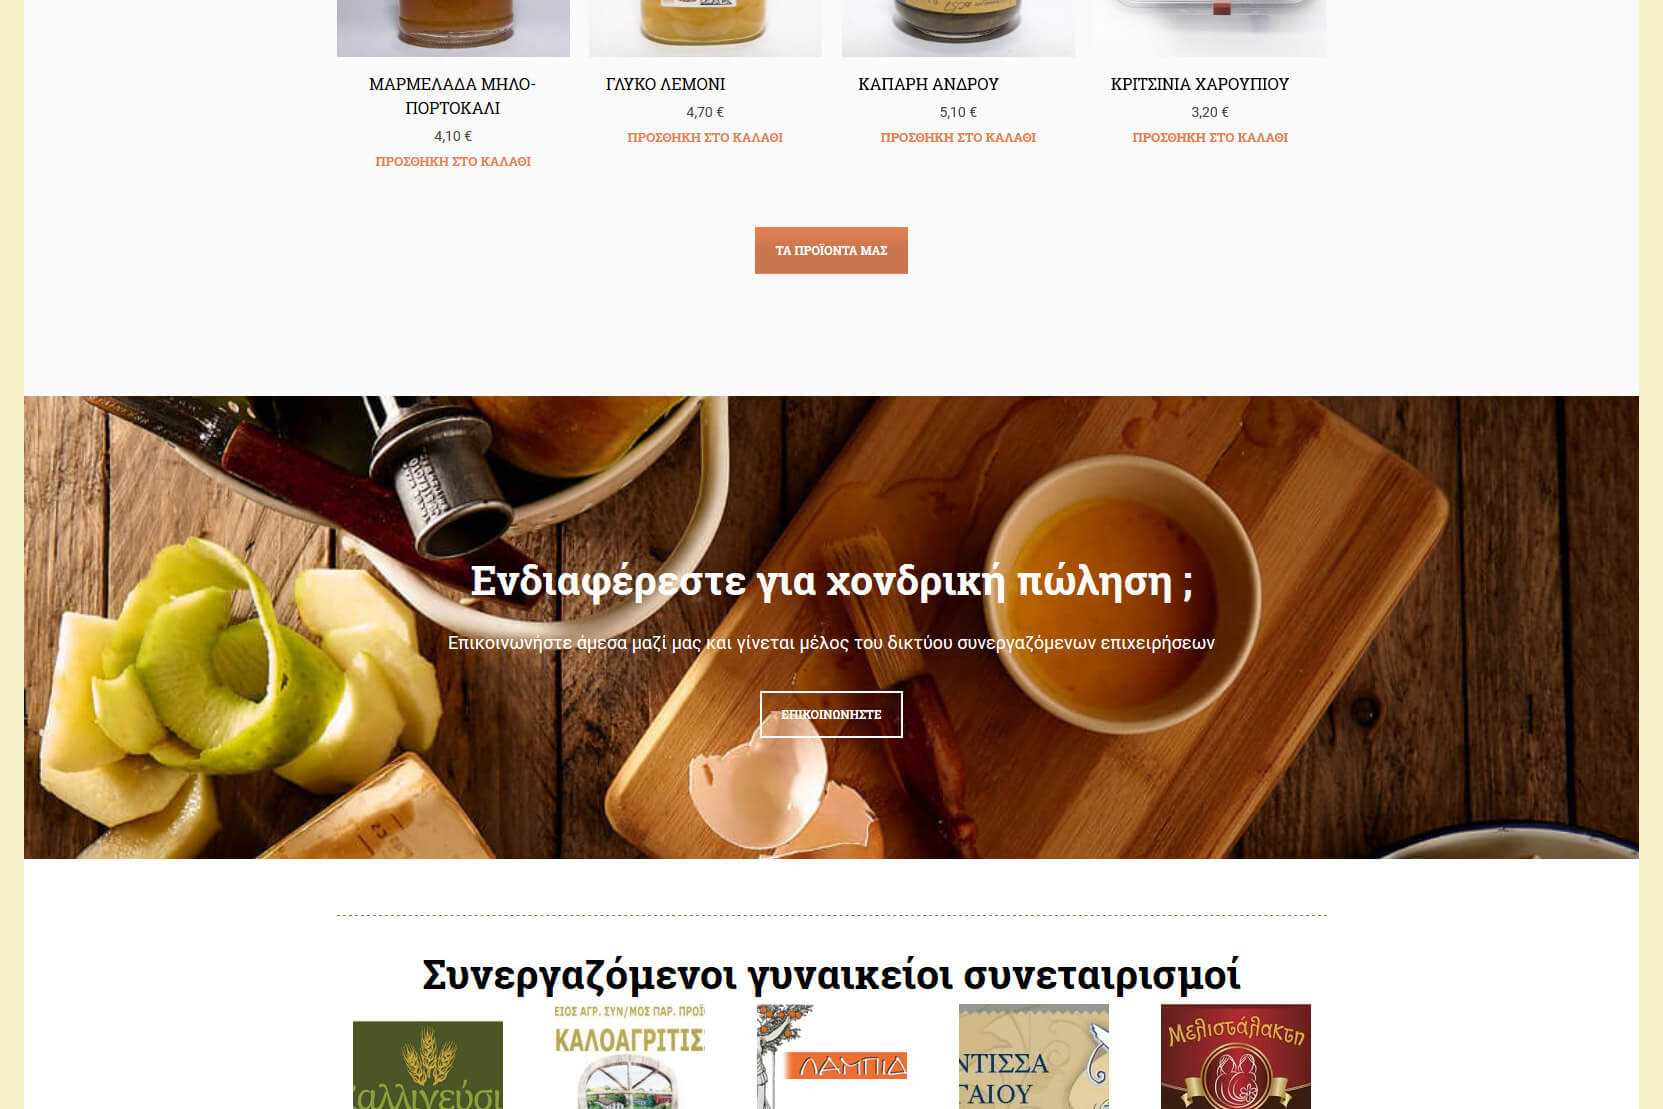 ΜΑΡΜΕΛΑΔΑ ΜΗΛΟ-
ΠΟΡΤΟΚΑΛΙ
4,10 €
ΠΡΟΣΘΗΚΗ ΣΤΟ ΚΑΛΑΘΙ
ΓΛΥΚΟ ΛΕΜΟΝΙ
4,70 €
ΠΡΟΣΘΗΚΗ ΣΤΟ ΚΑΛΑΘΙ
ΚΑΠΑΡΗ ΑΝΔΡΟΥ
5,10 €
ΠΡΟΣΘΗΚΗ ΣΤΟ ΚΑΛΑΘΙ
ΚΡΙΤΣΙΝΙΑ ΧΑΡΟΥΠΙΟΥ
3,20 €
ΠΡΟΣΘΗΚΗ ΣΤΟ ΚΑΛΑΘΙ
ΤΑ ΠΡΟΪΟΝΤΑ ΜΑΣ
Ενδιαφέρεστε για χονδρική πώληση ;
Επικοινωνήστε άμεσα μαζί μας και γίνεται μέλος του δικτύου συνεργαζόμενων επιχειρήσεων
ΕΠΙΚΟΙΝΩΝΗΣΤΕ
Συνεργαζόμενοι γυναικείοι συνεταιρισμοί
αλλινεύσι
ΕΙΟΣ ΑΓΡ. ΣΥΝ/ΜΟΣ ΠΑΡ. ΠΡΟΪ
ΚΑΛΟΑΓΡΙΤΙΣ
ΛΑΜΠΙΔ
ΝΤΙΣΣΑ
ΓΑΙΟΥ
Μελιστάλακτη